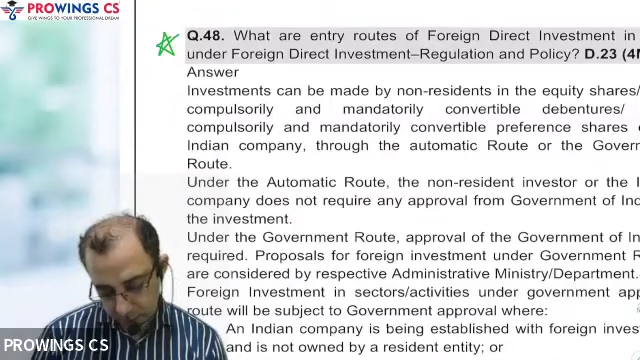 PROWINGS CS
GIVE WINGS TO YOUR PROFESSIONAL DREAM
Q.48. What are entry routes of Foreign Direct Investment in
under Foreign Direct Investment–Regulation and Policy? D.23 (4
Answer
Investments can be made by non-residents in the equity shares/
compulsorily and mandatorily convertible debentures/
compulsorily and mandatorily convertible preference shares
Indian company, through the automatic Route or the
Route.
Under the Automatic Route, the non-resident investor or the
company does not require any approval from Government of
the investment.
Under the Government Route, approval of the Government of
required. Proposals for foreign investment under Government
are considered by respective Administrative Ministry/Department.
Foreign Investment in sectors/activities under government
route will be subject to Government approval where:
An Indian company is being established with foreign
and is not owned by a resident entity; or
PROWINGS CS